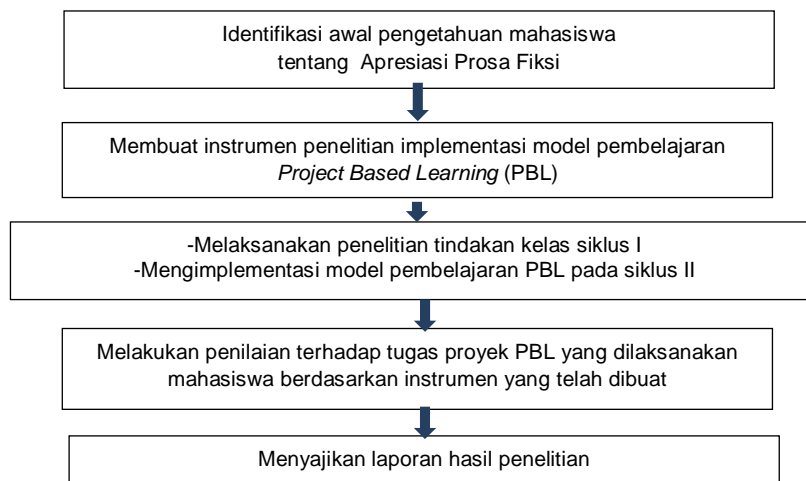 Identifikasi awal pengetahuan mahasiswa
tentang Apresiasi Prosa Fiksi
Membuat instrumen penelitian implementasi model pembelajaran
Project Based Learning (PBL)
-Melaksanakan penelitian tindakan kelas siklus I
-Mengimplementasi model pembelajaran PBL pada siklus II
Melakukan penilaian terhadap tugas proyek PBL yang dilaksanakan
mahasiswa berdasarkan instrumen yang telah dibuat
Menyajikan laporan hasil penelitian